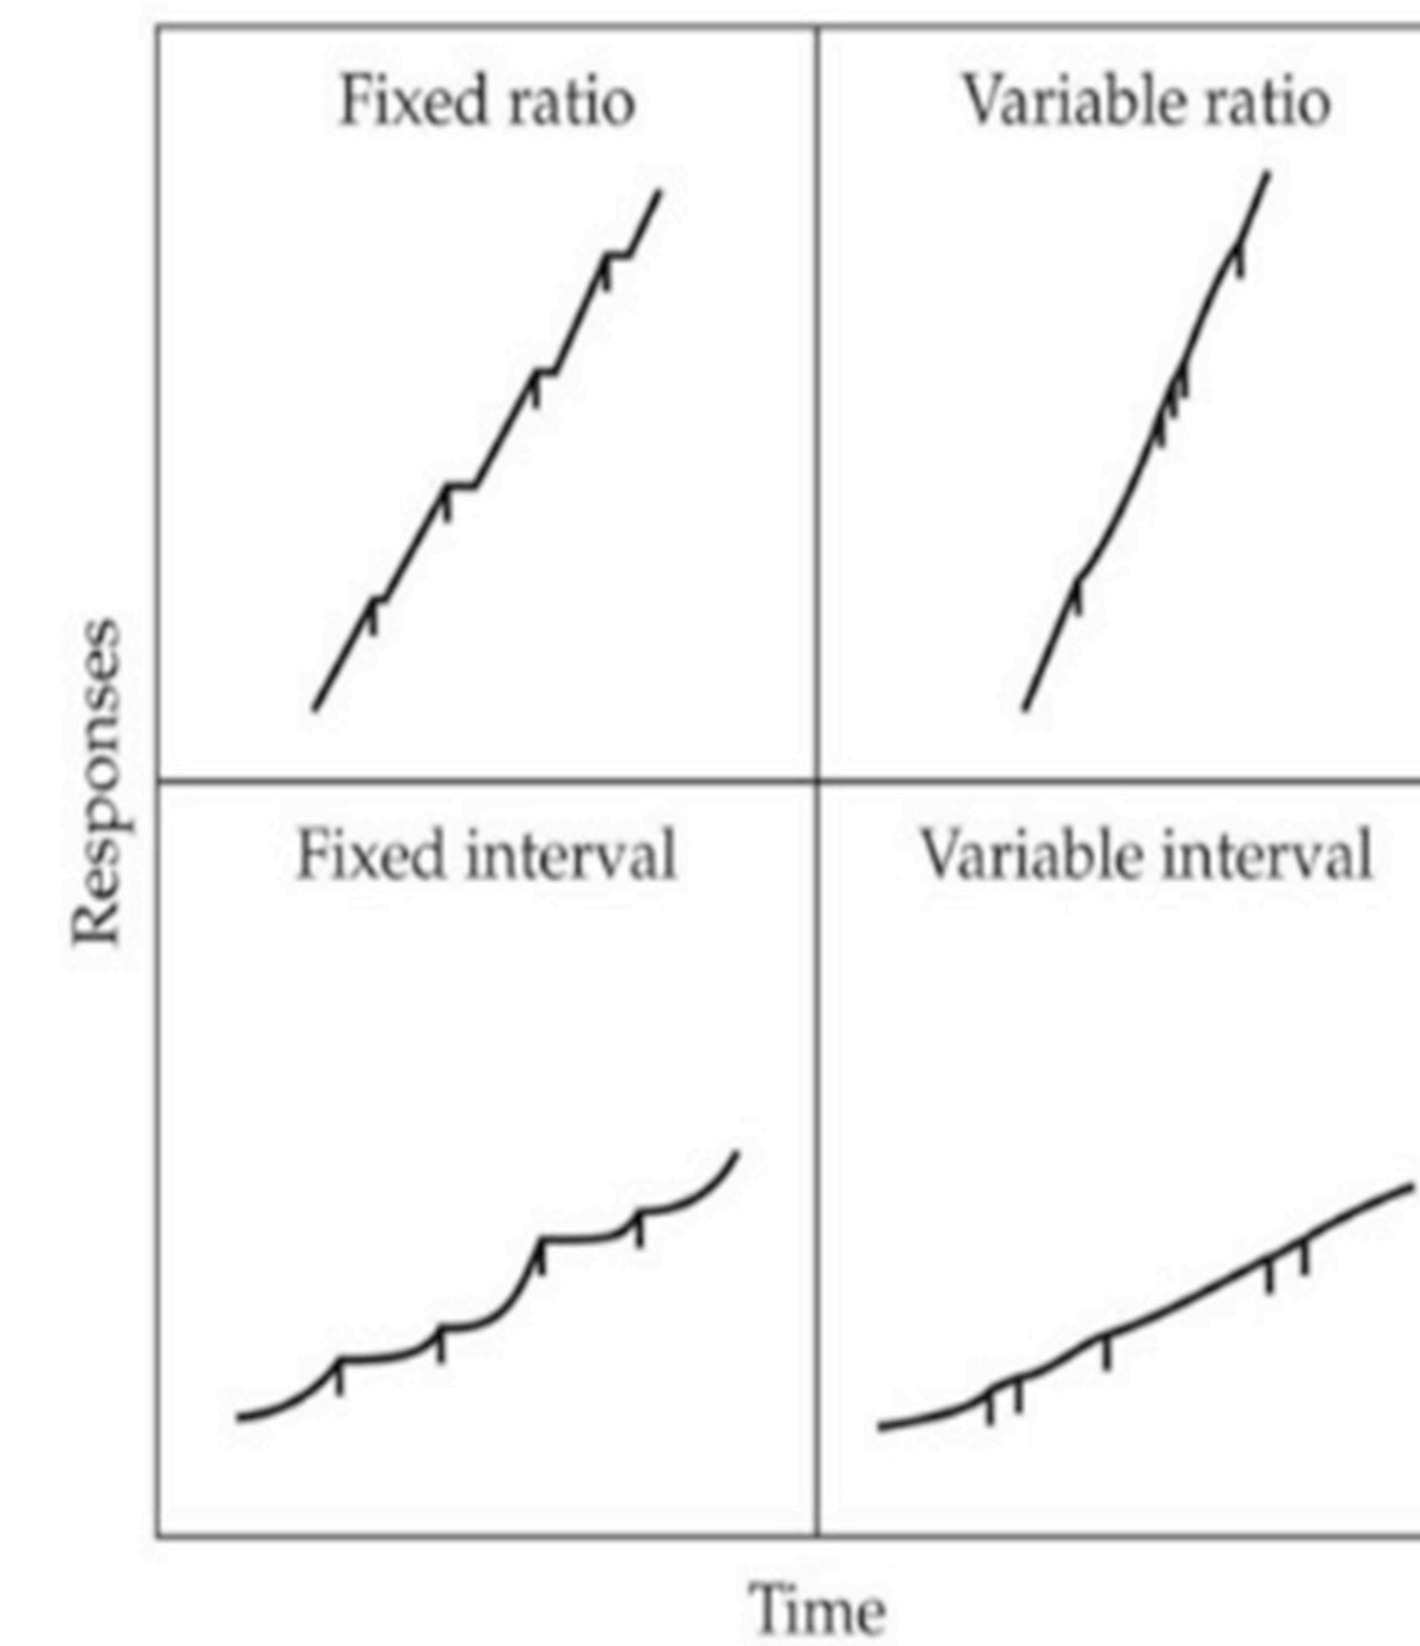 Fixed ratio
Variable ratio
Responses
Fixed interval
Variable interval
Time